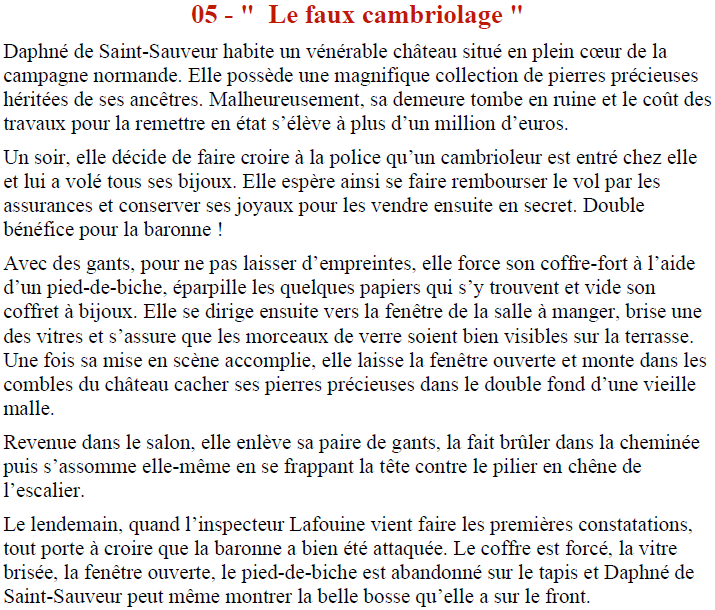 05 - "  Le faux cambriolage "
Daphné de Saint-Sauveur habite un vénérable château situé en plein cœur de la
campagne normande. Elle possède une magnifique collection de pierres précieuses
héritées de ses ancêtres. Malheureusement, sa demeure tombe en ruine et le coût des
travaux pour la remettre en état s’élève à plus d’un million d’euros.
Un soir, elle décide de faire croire à la police qu’un cambrioleur est entré chez elle
et lui a volé tous ses bijoux. Elle espère ainsi se faire rembourser le vol par les
assurances et conserver ses joyaux pour les vendre ensuite en secret. Double
bénéfice pour la baronne !
Avec des gants, pour ne pas laisser d’empreintes, elle force son coffre-fort à l’aide
d’un pied-de-biche, éparpille les quelques papiers qui s’y trouvent et vide son
coffret à bijoux. Elle se dirige ensuite vers la fenêtre de la salle à manger, brise une
des vitres et s’assure que les morceaux de verre soient bien visibles sur la terrasse.
Une fois sa mise en scène accomplie, elle laisse la fenêtre ouverte et monte dans les
combles du château cacher ses pierres précieuses dans le double fond d’une vieille
malle.
Revenue dans le salon, elle enlève sa paire de gants, la fait brûler dans la cheminée
puis s’assomme elle-même en se frappant la tête contre le pilier en chêne de
l’escalier.
Le lendemain, quand l’inspecteur Lafouine vient faire les premières constatations,
tout porte à croire que la baronne a bien été attaquée. Le coffre est forcé, la vitre
brisée, la fenêtre ouverte, le pied-de-biche est abandonné sur le tapis et Daphné de
Saint-Sauveur peut même montrer la belle bosse qu’elle a sur le front.